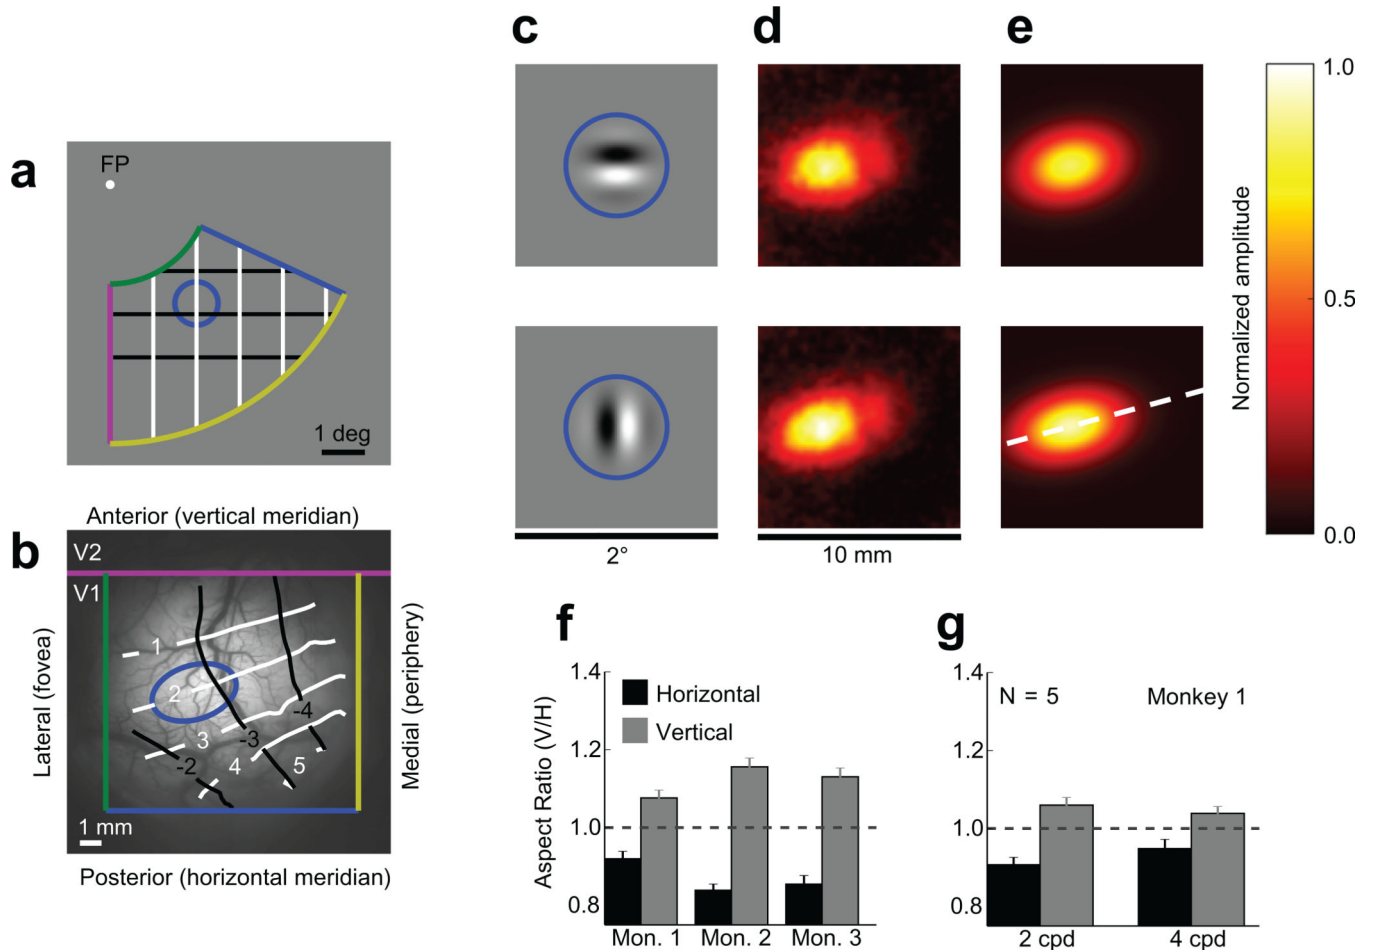 a
FP
1 deg
Anterior (vertical meridian)
b
V2
V1
Lateral (fovea)
Medial (periphery)
1
2
3
4
5
-2
-3
-4
1 mm
Posterior (horizontal meridian)
c
2°
d
10 mm
e
Normalized amplitude
1.0
0.5
0.0
f
Aspect Ratio (V/H)
1.4
1.2
1.0
0.8
Horizontal
Vertical
Mon. 1 Mon. 2 Mon. 3
g
1.4
1.2
1.0
0.8
N = 5 Monkey 1
2 cpd 4 cpd